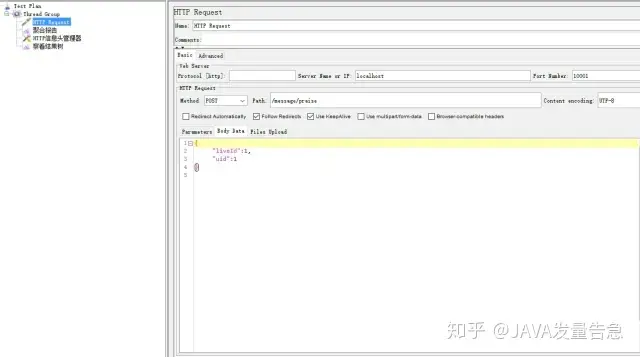 Test Plan
Thread Group
HTTP Request
聚合报告
HTTP信息头管理器
察看结果树
HTTP Request
Name: HTTP Request
Comments:
Basic Advanced
Web Server
Protocol [http]: Server Name or IP: localhost Port Number: 10001
HTTP Request
Method: POST Path: /message/praise Content encoding: UTF-8
Redirect Automatically Follow Redirects Use KeepAlive Use multipart/form-data Browser-compatible headers
Parameters Body Data Files Upload
1 {
2 "liveId":1,
3 "uid":1
4 }
5
知乎 @JAVA发量告急